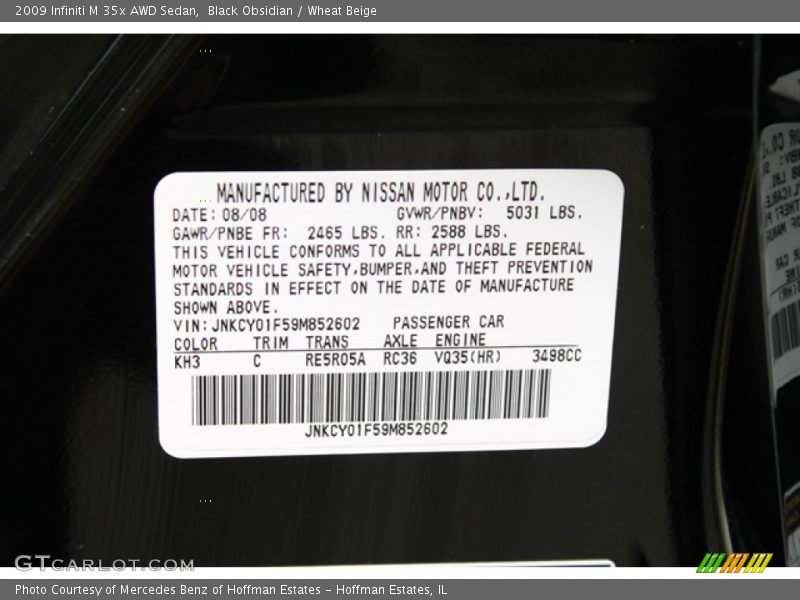 2009 Infiniti M 35x AWD Sedan,  Black Obsidian / Wheat Beige
MANUFACTURED BY NISSAN MOTOR CO.,LTD.
DATE: 08/08 GVWR/PNBV: 5031 LBS.
GAWR/PNBE FR: 2465 LBS. RR: 2588 LBS.
THIS VEHICLE CONFORMS TO ALL APPLICABLE FEDERAL
MOTOR VEHICLE SAFETY,BUMPER,AND THEFT PREVENTION
STANDARDS IN EFFECT ON THE DATE OF MANUFACTURE
SHOWN ABOVE.
VIN: JNKCY01F59M852602 PASSENGER CAR
COLOR TRIM TRANS AXLE ENGINE
KH3 C RE5R05A RC36 VQ35(HR) 3498CC
JNKCY01F59M852602
GTCARLOT.COM
Photo Courtesy of Mercedes Benz of Hoffman Estates - Hoffman Estates, IL